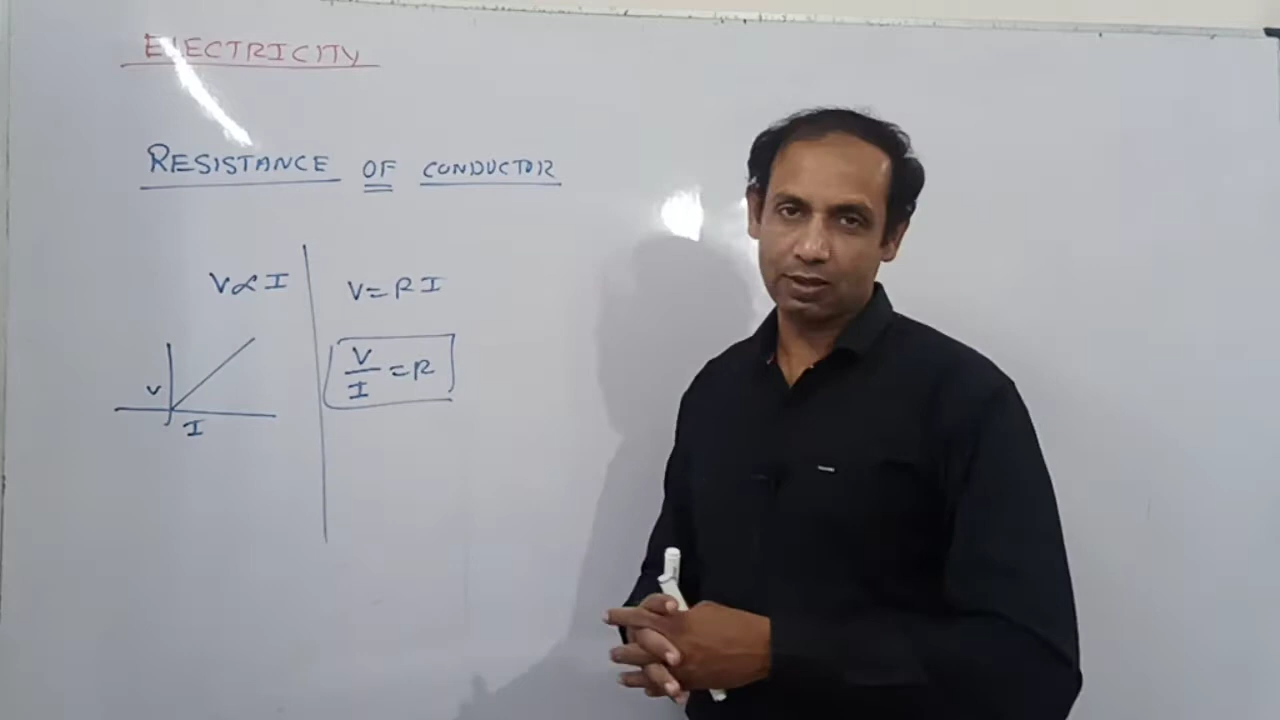 ELECTRICITY
RESISTANCE OF CONDUCTOR
V ∝ I
V
I
V = R I
V/I = R